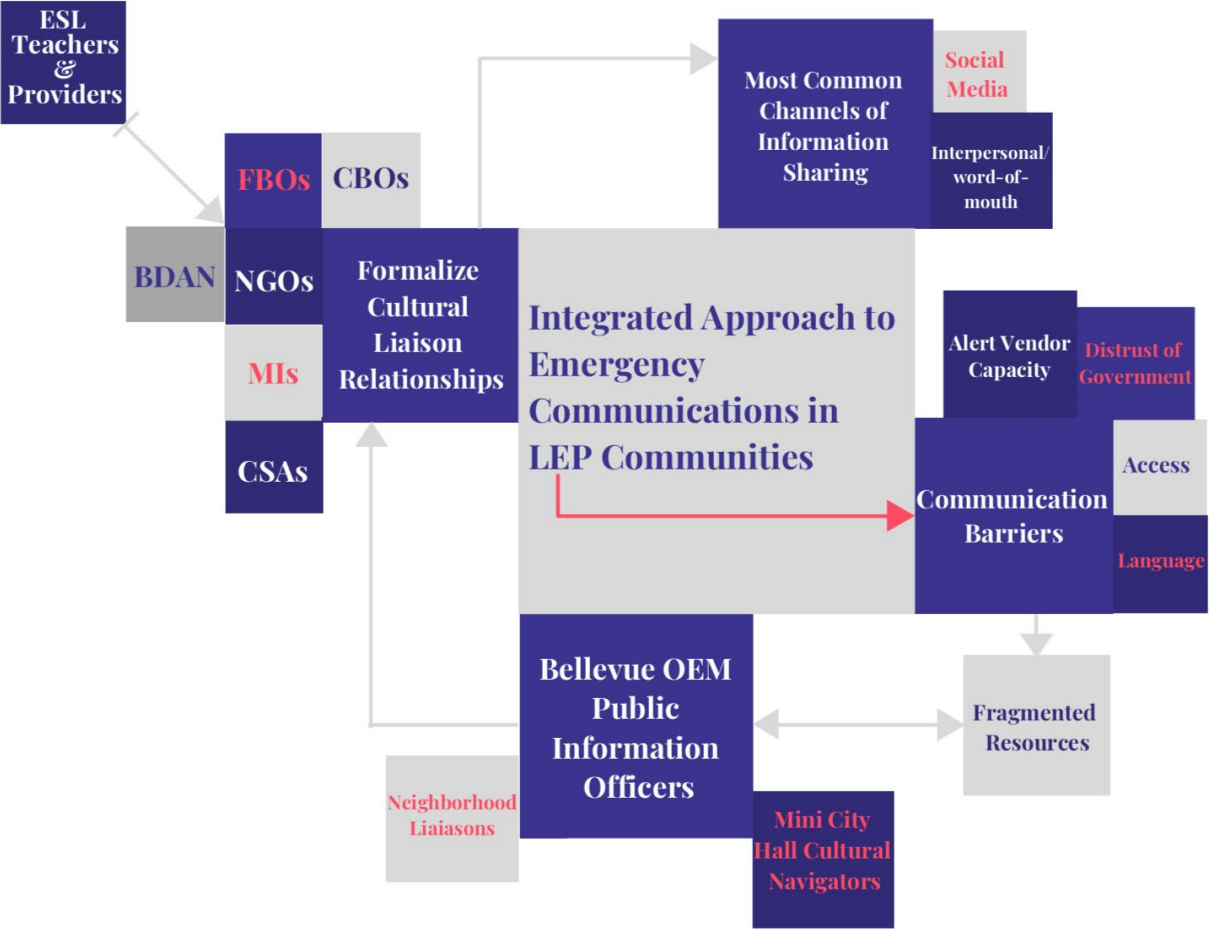 ESL
Teachers
&
Providers
FBOs
CBOs
BDAN
NGOs
MIs
CSAs
Formalize
Cultural
Liaison
Relationships
Most Common
Channels of
Information
Sharing
Social
Media
Interpersonal/
word-of-
mouth
Integrated Approach to
Emergency
Communications in
LEP Communities
Alert Vendor
Capacity
Distrust of
Government
Access
Language
Communication
Barriers
Fragmented
Resources
Bellevue OEM
Public
Information
Officers
Neighborhood
Liaiasons
Mini City
Hall Cultural
Navigators